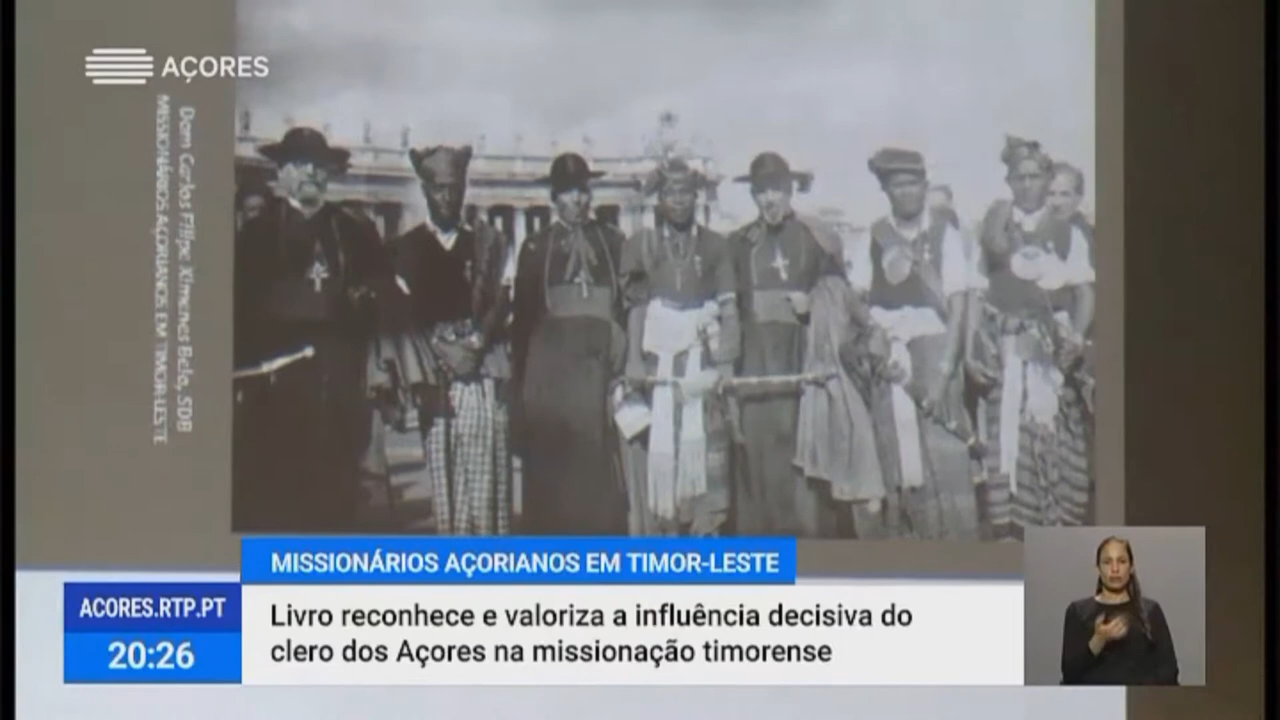 AÇORES
Dom Carlos Filipe Ximenes Belo, SDB
MISSIONÁRIOS AÇORIANOS EM TIMOR-LESTE
MISSIONÁRIOS AÇORIANOS EM TIMOR-LESTE
ACORES.RTP.PT
20:26
Livro reconhece e valoriza a influência decisiva do
clero dos Açores na missionação timorense